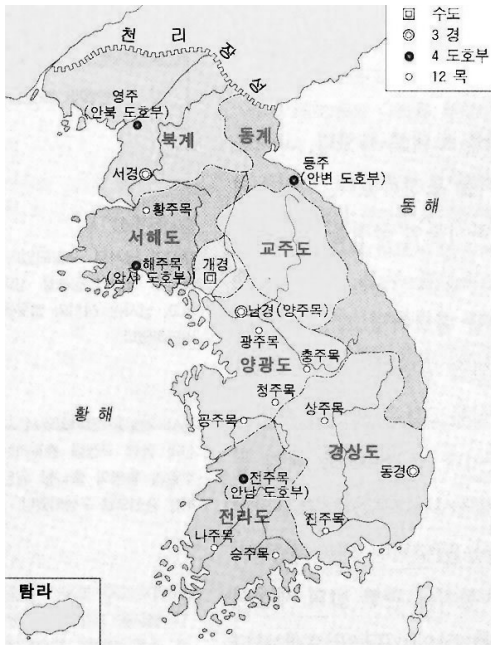 수도
3 경
4 도호부
12 목
천 리 장 성
영주
(안북 도호부)
북계
동계
등주
(안변 도호부)
서경
동 해
황주목
서해도
교주도
해주목
(안서 도호부)
개경
남경(양주목)
광주목
양광도
충주목
청주목
황 해
공주목
상주목
경상도
동경
전주목
(안남 도호부)
전라도
진주목
나주목
승주목
탐라